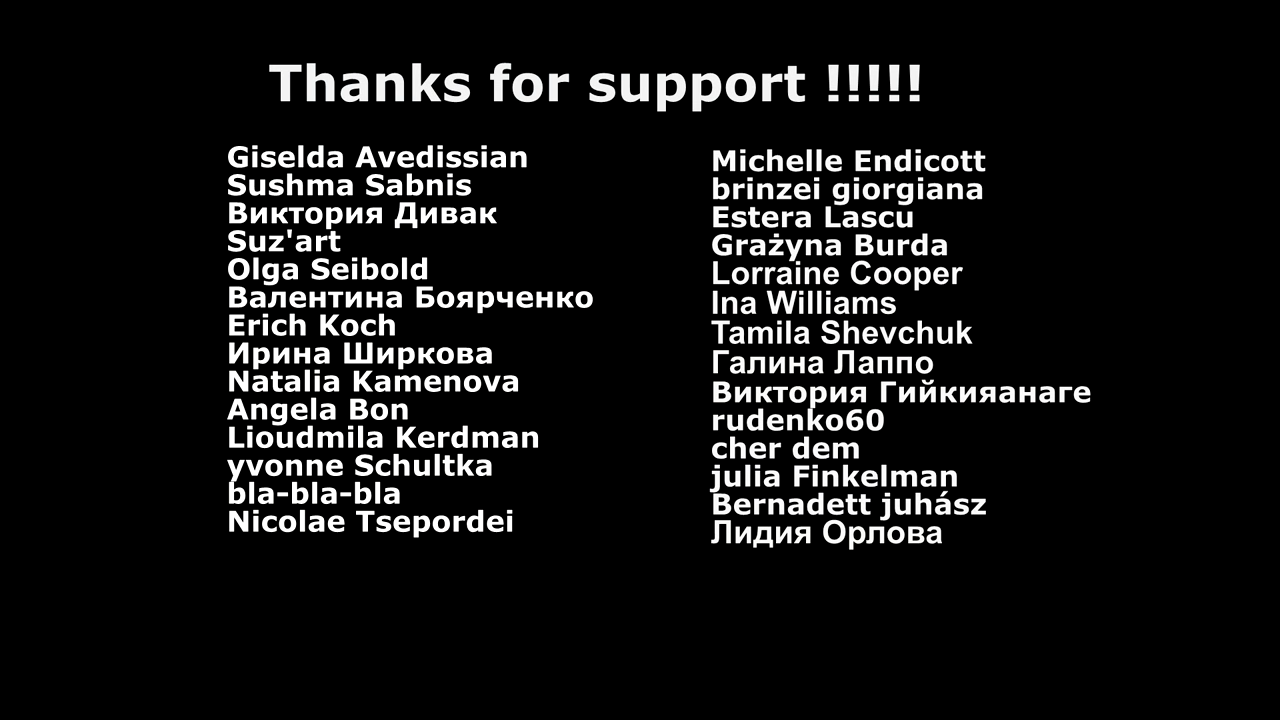 Thanks for support !!!!!
Giselda Avedissian
Sushma Sabnis
Виктория Дивак
Suz'art
Olga Seibold
Валентина Боярченко
Erich Koch
Ирина Ширкова
Natalia Kamenova
Angela Bon
Lioudmila Kerdman
yvonne Schultka
bla-bla-bla
Nicolae Tsepordei
Michelle Endicott
brinzei giorgiana
Estera Lascu
Grażyna Burda
Lorraine Cooper
Ina Williams
Tamila Shevchuk
Галина Лаппо
Виктория Гийкияанаге
rudenko60
cher dem
julia Finkelman
Bernadett juhász
Лидия Орлова